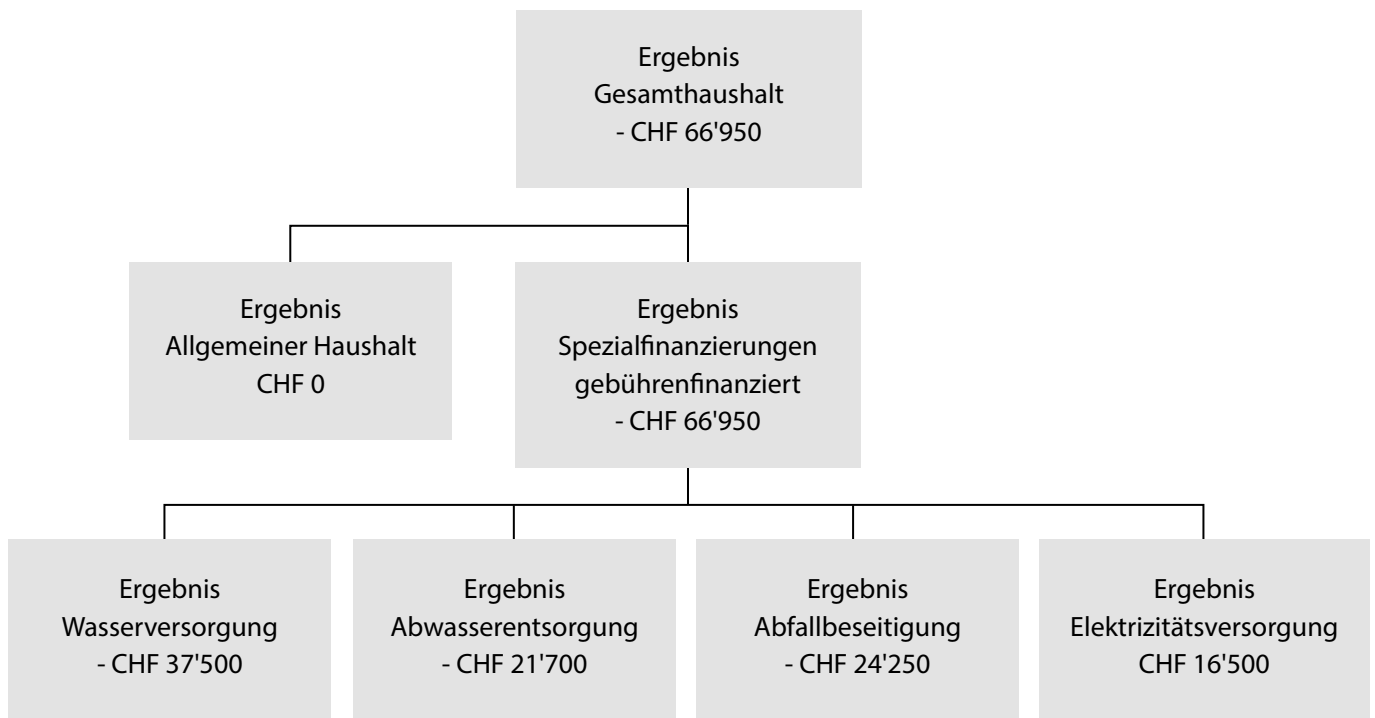 Ergebnis
Gesamthaushalt
- CHF 66'950
Ergebnis
Allgemeiner Haushalt
CHF 0
Ergebnis
Spezialfinanzierungen
gebührenfinanziert
- CHF 66'950
Ergebnis
Wasserversorgung
- CHF 37'500
Ergebnis
Abwasserentsorgung
- CHF 21'700
Ergebnis
Abfallbeseitigung
- CHF 24'250
Ergebnis
Elektrizitätsversorgung
CHF 16'500